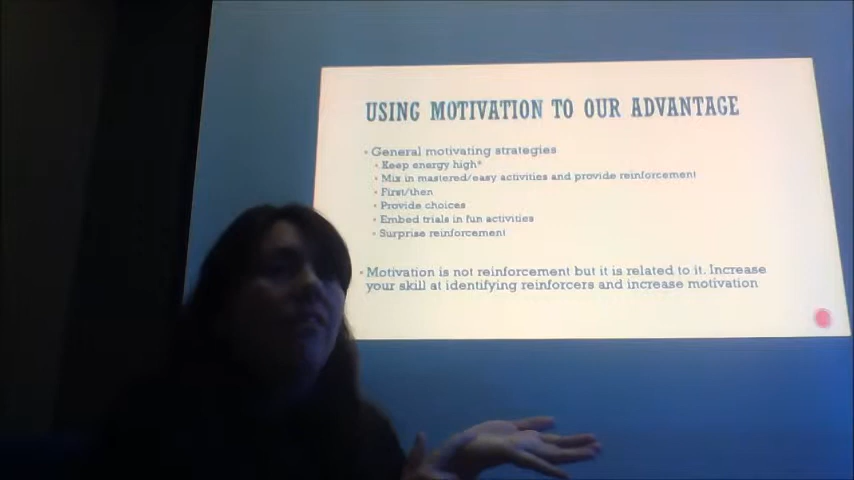 USING MOTIVATION TO OUR ADVANTAGE
• General motivating strategies
• Keep energy high*
• Mix in mastered/easy activities and provide reinforcement
• First/then
• Provide choices
• Embed trials in fun activities
• Surprise reinforcement
• Motivation is not reinforcement but it is related to it. Increase
your skill at identifying reinforcers and increase motivation